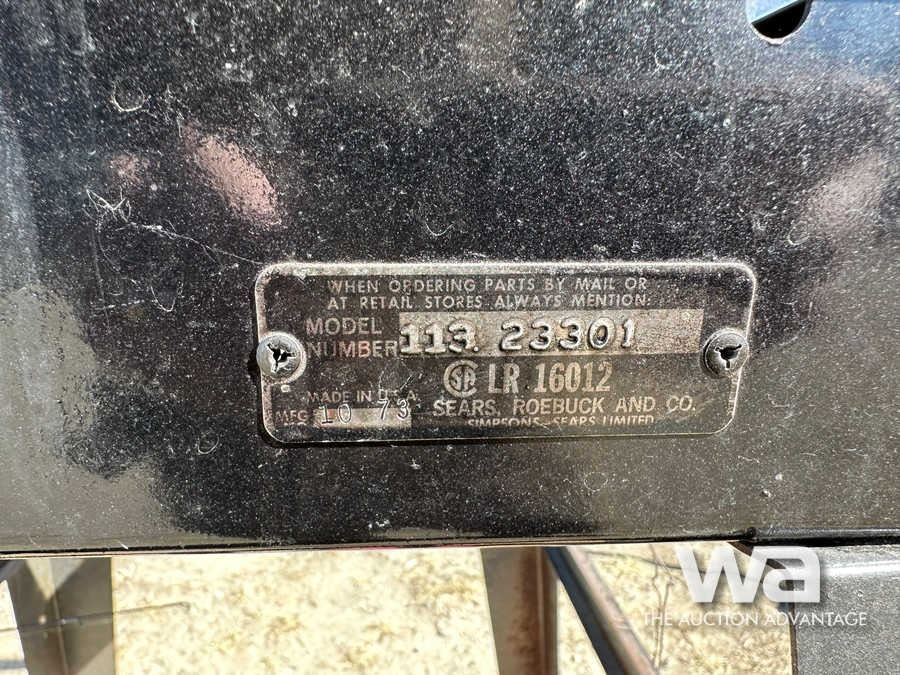 WHEN ORDERING PARTS BY MAIL OR
AT RETAIL STORES ALWAYS MENTION:
MODEL NUMBER 113. 23301
SA LR 16012
MADE IN U.S.A.
MFG 10 73
SEARS, ROEBUCK AND CO.
SIMPSONS-SEARS LIMITED
wa
THE AUCTION ADVANTAGE